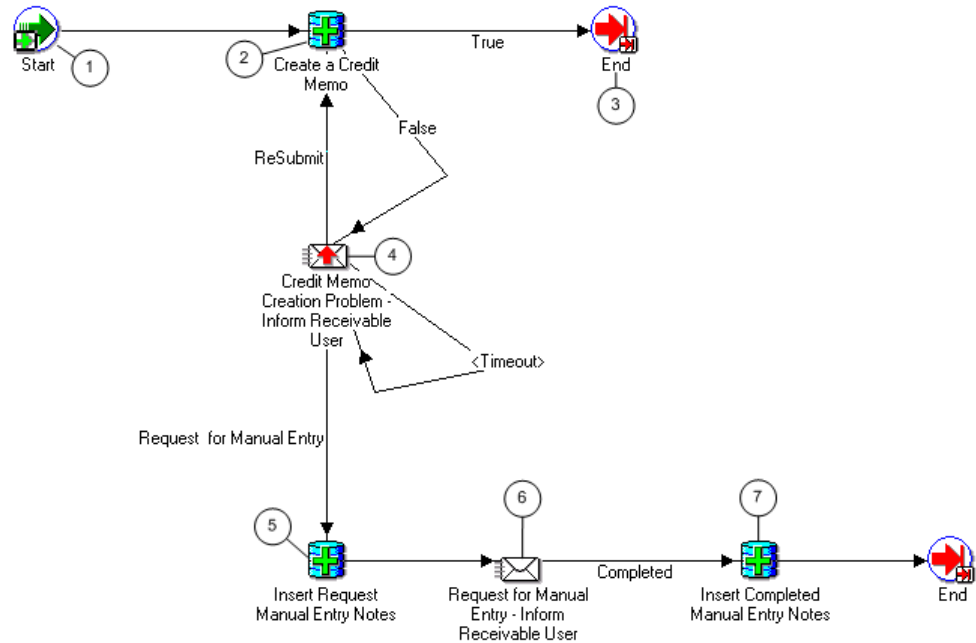 Start
1
2
Create a Credit
Memo
True
End
3
False
ReSubmit
4
Credit Memo
Creation Problem -
Inform Receivable
User
<Timeout>
Request for Manual Entry
5
6
7
Insert Request
Manual Entry Notes
Request for Manual
Entry - Inform
Receivable User
Completed
Insert Completed
Manual Entry Notes
End